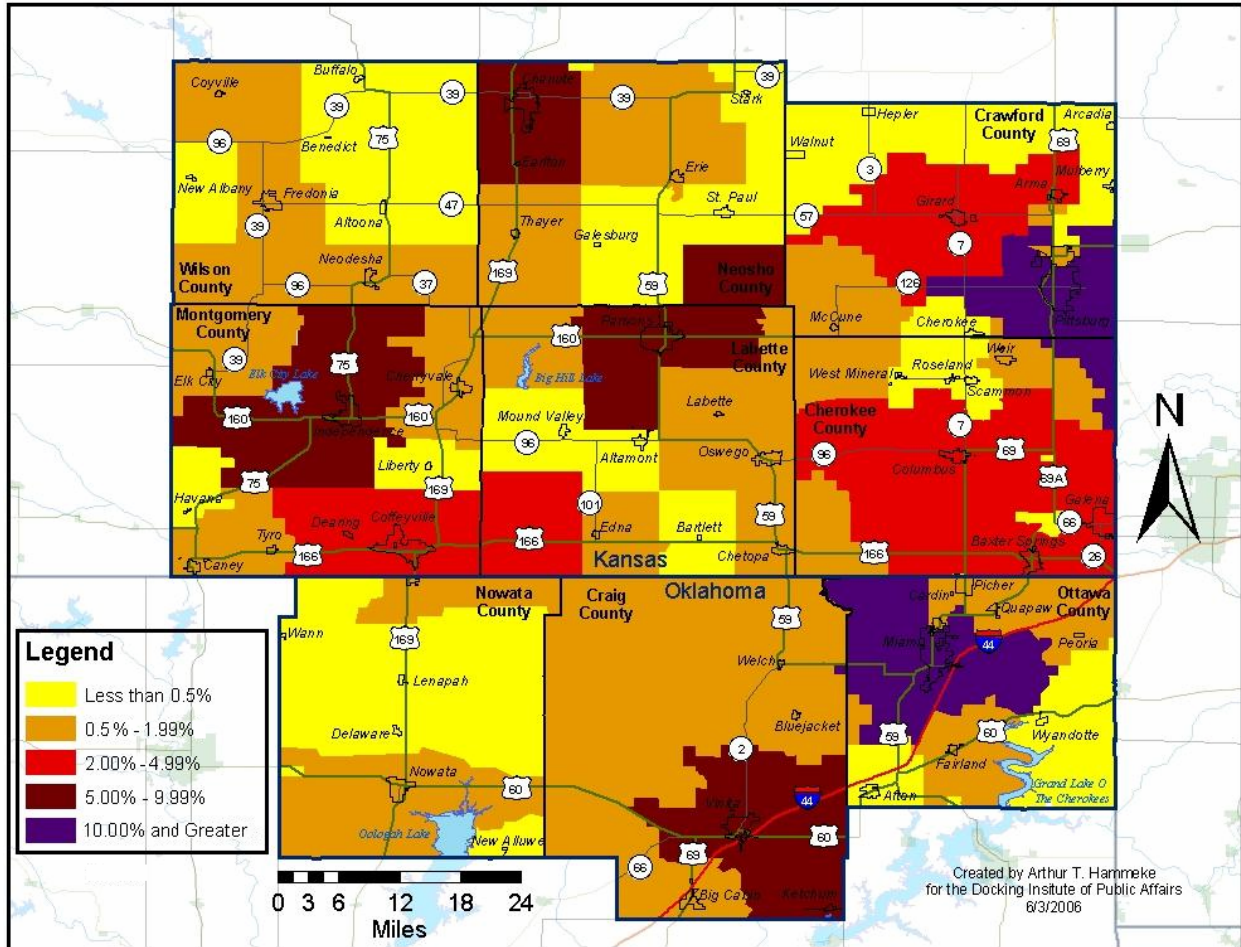 Coyville
Buffalo
39
39
39
Chanute
39
39
Stark
96
75
Benedict
Earlton
Erie
New Albany
Fredonia
39
Altoona
47
Thayer
Galesburg
St. Paul
Wilson
County
96
Neodesha
37
169
59
Neosho
County
Hepler
Crawford
County
Arcadia
Walnut
69
3
Arma
Mulberry
57
Girard
7
126
McCune
Cherokee
Pittsburg
Montgomery
County
39
75
Elk City
Elk City Lake
Cherryvale
160
160
Independence
Liberty
75
169
Havana
Dearing
Coffeyville
Tyro
166
Caney
160
Parsons
Labette
County
Big Hill Lake
Labette
Mound Valley
96
Altamont
Oswego
101
166
Edna
Bartlett
59
Chetopa
Kansas
Weir
West Mineral
Roseland
Scammon
Cherokee
County
7
96
69
Columbus
69A
Galena
66
Baxter Springs
166
26
N
Oklahoma
Nowata
County
Craig
County
Wann
169
Lenapah
Delaware
Nowata
60
Oologah Lake
New Alluwe
59
Welch
Bluejacket
2
Vinita
44
60
69
66
Big Cabin
Ketchum
Picher
Cardin
Quapaw
Ottawa
County
Miami
44
Peoria
59
60
Wyandotte
Fairland
Afton
Grand Lake O
The Cherokees
Legend
Less than 0.5%
0.5% - 1.99%
2.00% -4.99%
5.00% - 9.99%
10.00% and Greater
0 3 6 12 18 24
Miles
Created by Arthur T. Hammeke
for the Docking Insitute of Public Affairs
6/3/2006